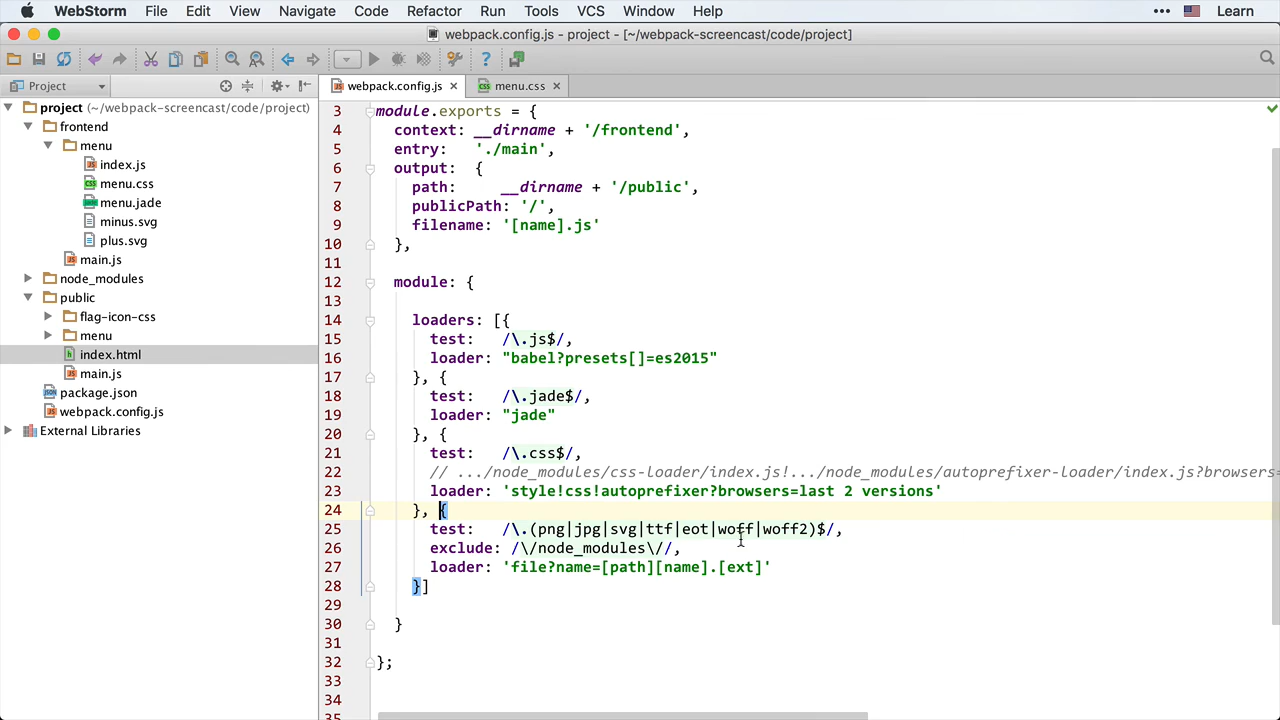 WebStorm File Edit View Navigate Code Refactor Run Tools VCS Window Help ••• Learn
webpack.config.js - project - [~/webpack-screencast/code/project]
Project
webpack.config.js
menu.css
project (~/webpack-screencast/code/project)
frontend
menu
index.js
menu.css
menu.jade
minus.svg
plus.svg
main.js
node_modules
public
flag-icon-css
menu
index.html
main.js
package.json
webpack.config.js
External Libraries
3 module.exports = {
4 context: __dirname + '/frontend',
5 entry: './main',
6 output: {
7 path: __dirname + '/public',
8 publicPath: '/',
9 filename: '[name].js'
10 },
11
12 module: {
13
14 loaders: [{
15 test: /\.js$/,
16 loader: "babel?presets[]=es2015"
17 }, {
18 test: /\.jade$/,
19 loader: "jade"
20 }, {
21 test: /\.css$/,
22 // .../node_modules/css-loader/index.js!.../node_modules/autoprefixer-loader/index.js?browsers=
23 loader: 'style!css!autoprefixer?browsers=last 2 versions'
24 }, {
25 test: /\.(png|jpg|svg|ttf|eot|woff|woff2)$/,
26 exclude: /\/node_modules\//,
27 loader: 'file?name=[path][name].[ext]'
28 }]
29
30 }
31
32 };
33
34
35